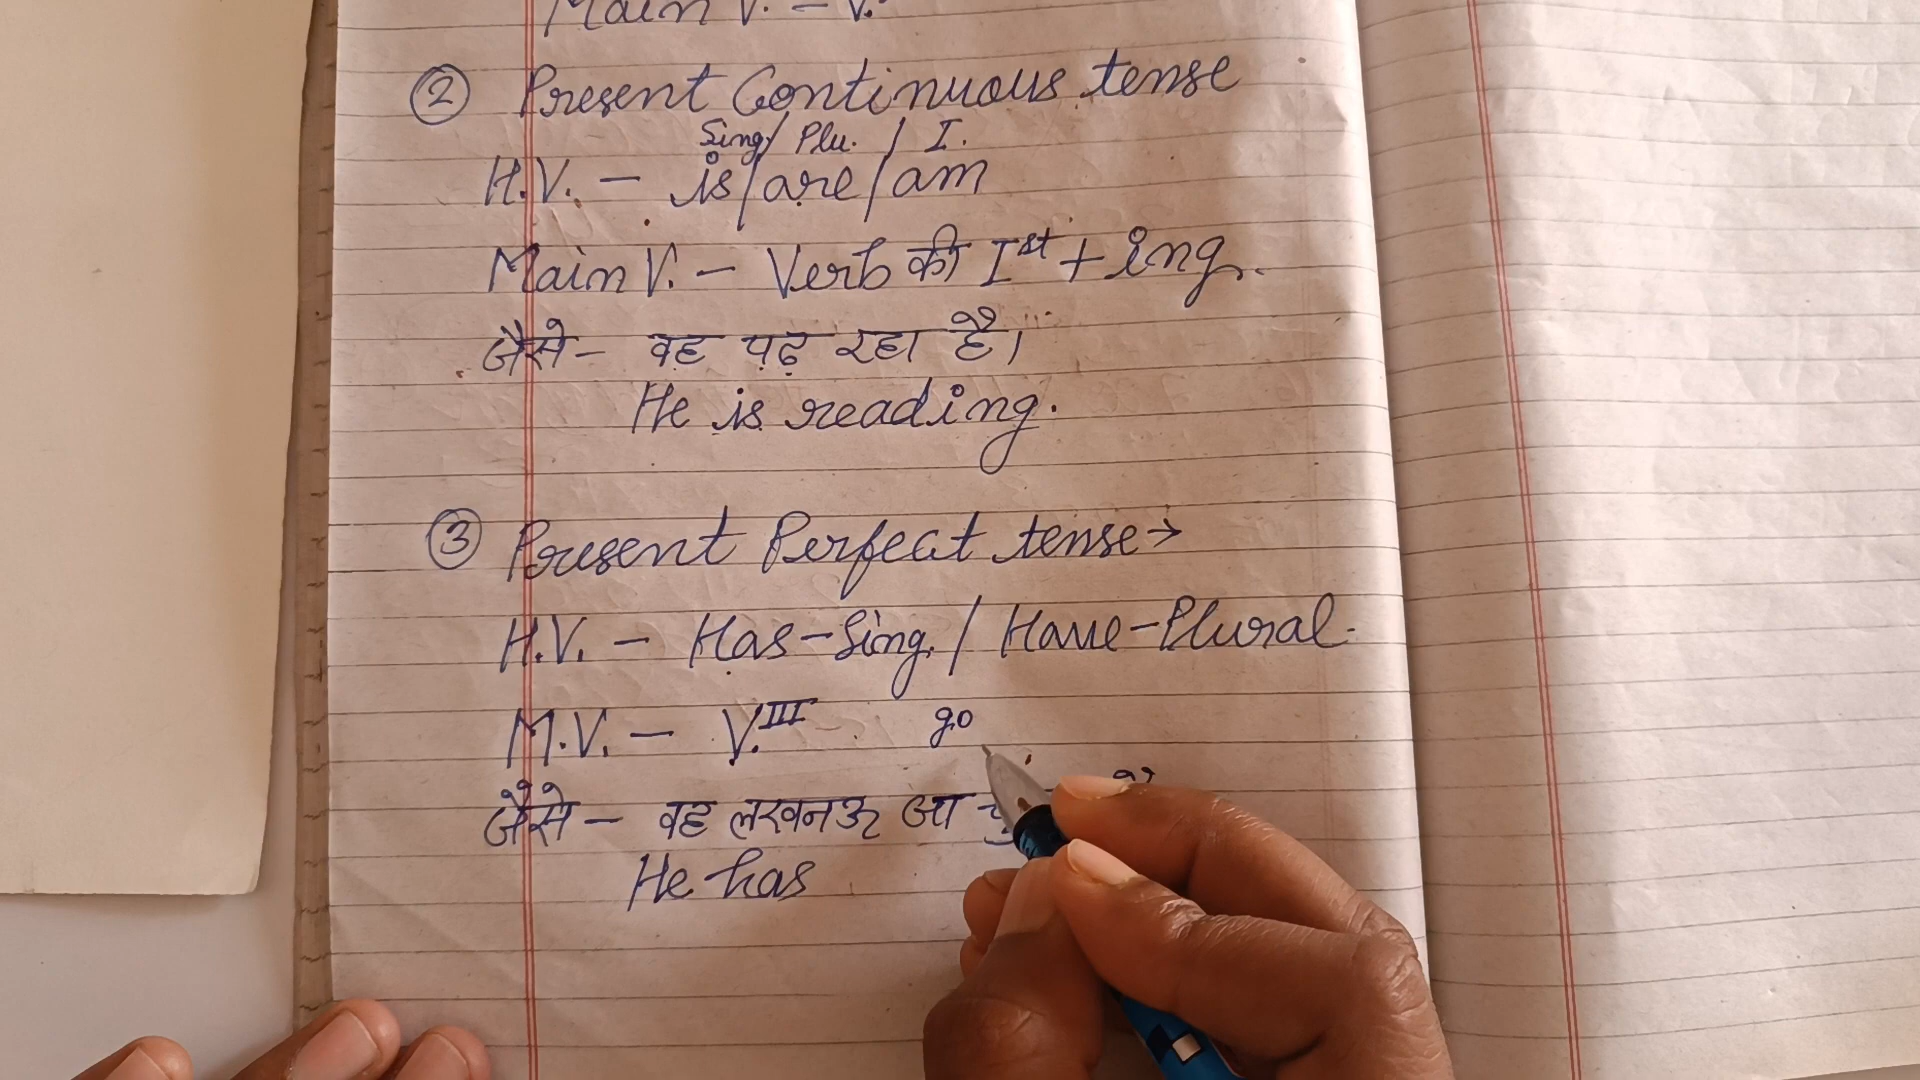 Main V. - V.
② Present Continuous tense
Sing/ Plu. / I.
H.V. - is/are/am
Main V. - Verb की Ist + ing.
जैसे - वह पढ़ रहा है।
He is reading.
③ Present Perfect tense →
H.V. - Has-Sing. / Have-Plural.
M.V. - V.III go
जैसे - वह लखनऊ जा
He has